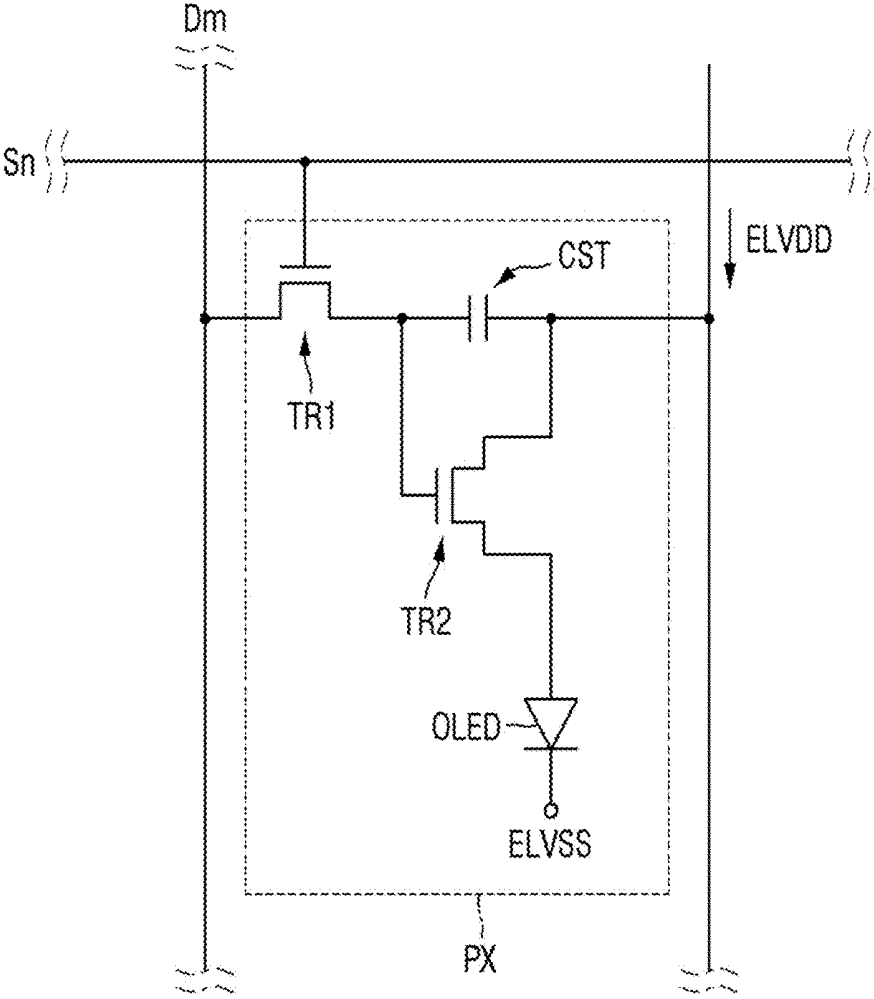 Dm
Sn
ELVDD
CST
TR1
TR2
OLED
ELVSS
PX